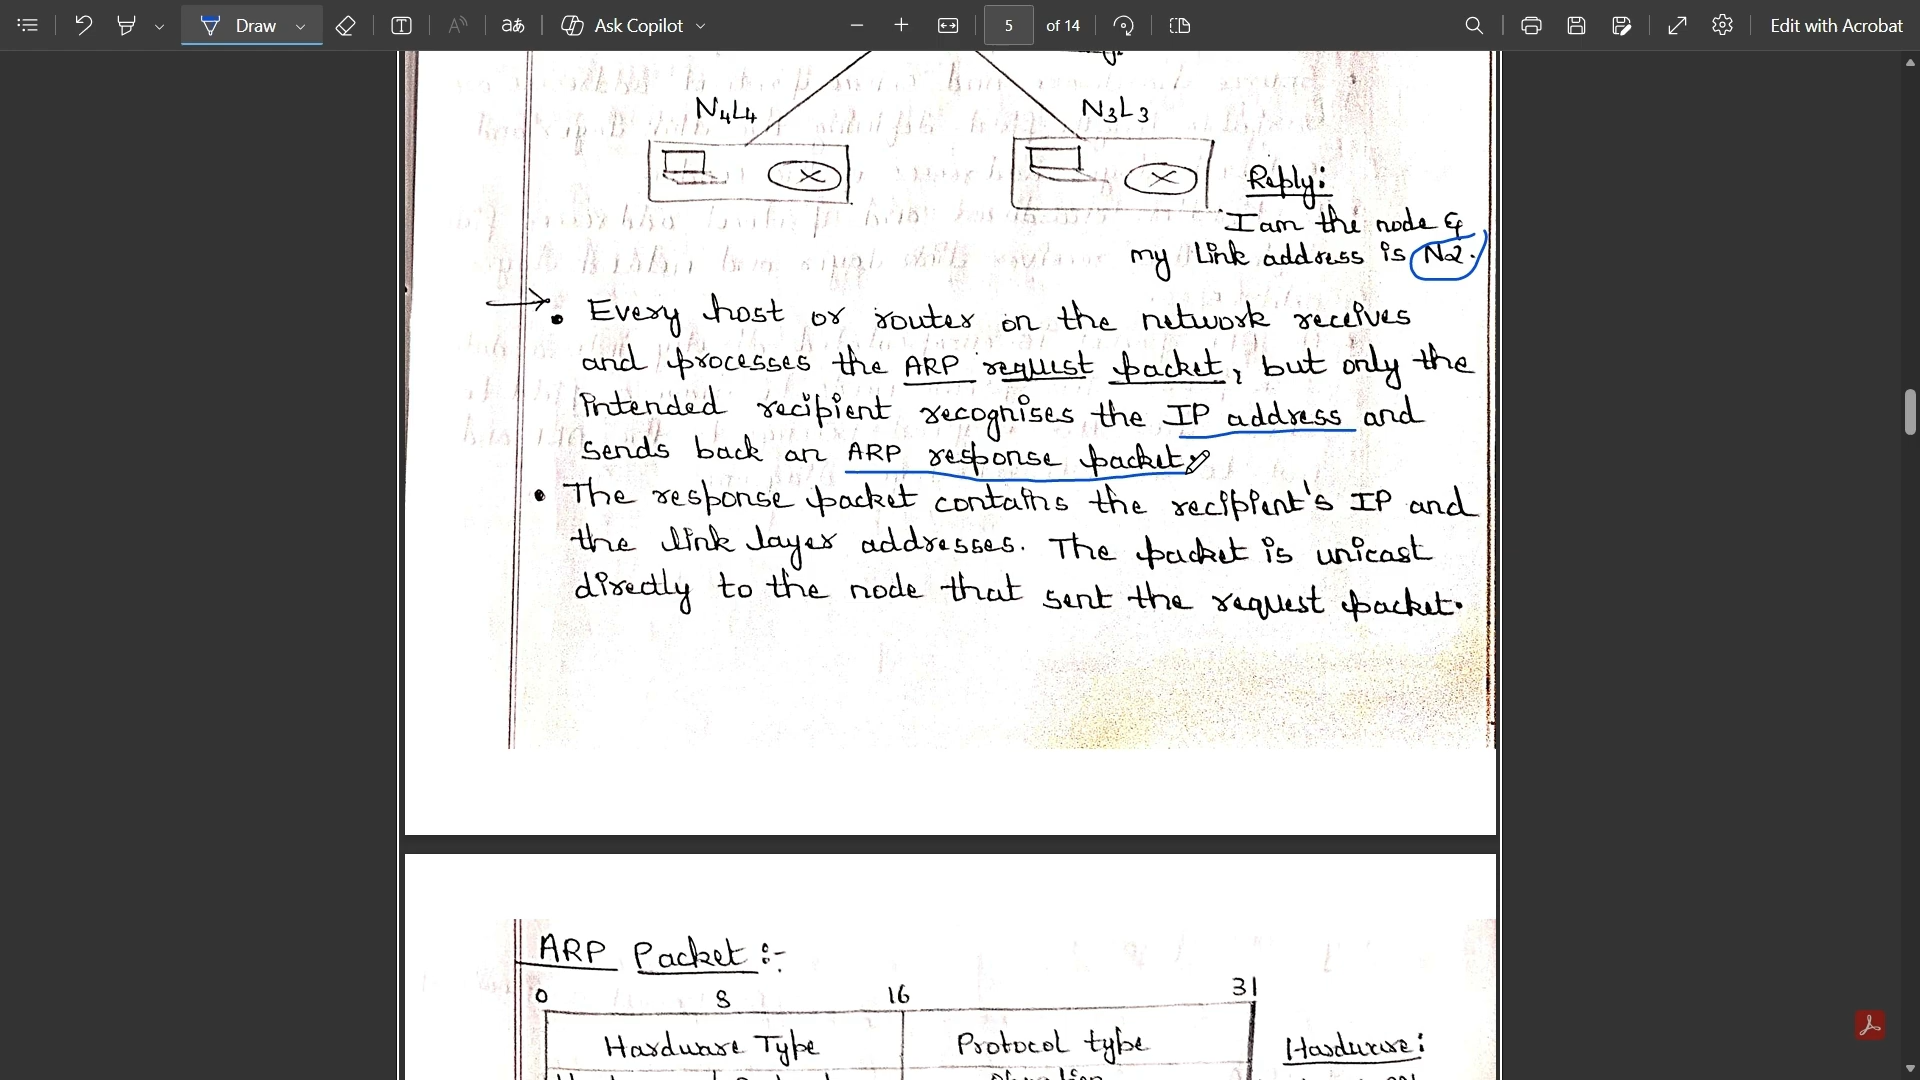 Draw
Ask Copilot
5 of 14
Edit with Acrobat
N4L4
N3L3
Reply:
I am the node &
my link address is N2.
→ • Every host or router on the network receives
and processes the ARP request packet, but only the
intended recipient recognises the IP address and
sends back an ARP response packet.
• The response packet contains the recipient's IP and
the link layer addresses. The packet is unicast
directly to the node that sent the request packet.
ARP Packet :-
0 8 16 31
Hardware Type Protocol type Hardware: